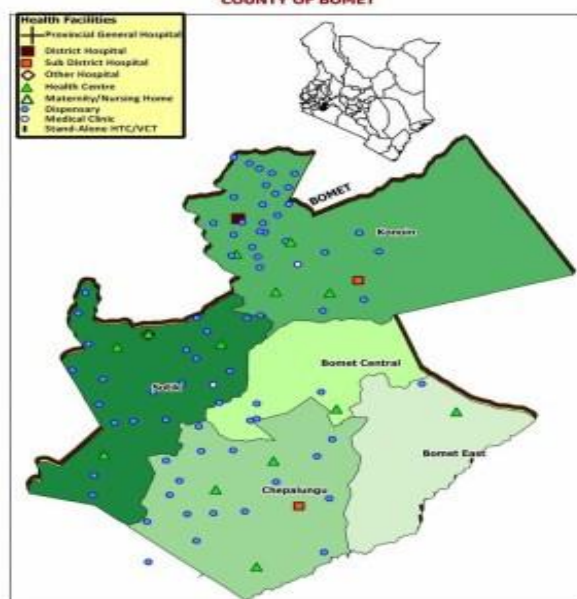 COUNTY OF BOMET
Health Facilities
Provincial General Hospital
District Hospital
Sub District Hospital
Other Hospital
Health Centre
Maternity/Nursing Home
Dispensary
Medical Clinic
Stand-Alone HTC/VCT
BOMET
Konoin
Bomet Central
Sotik
Bomet East
Chepalungu